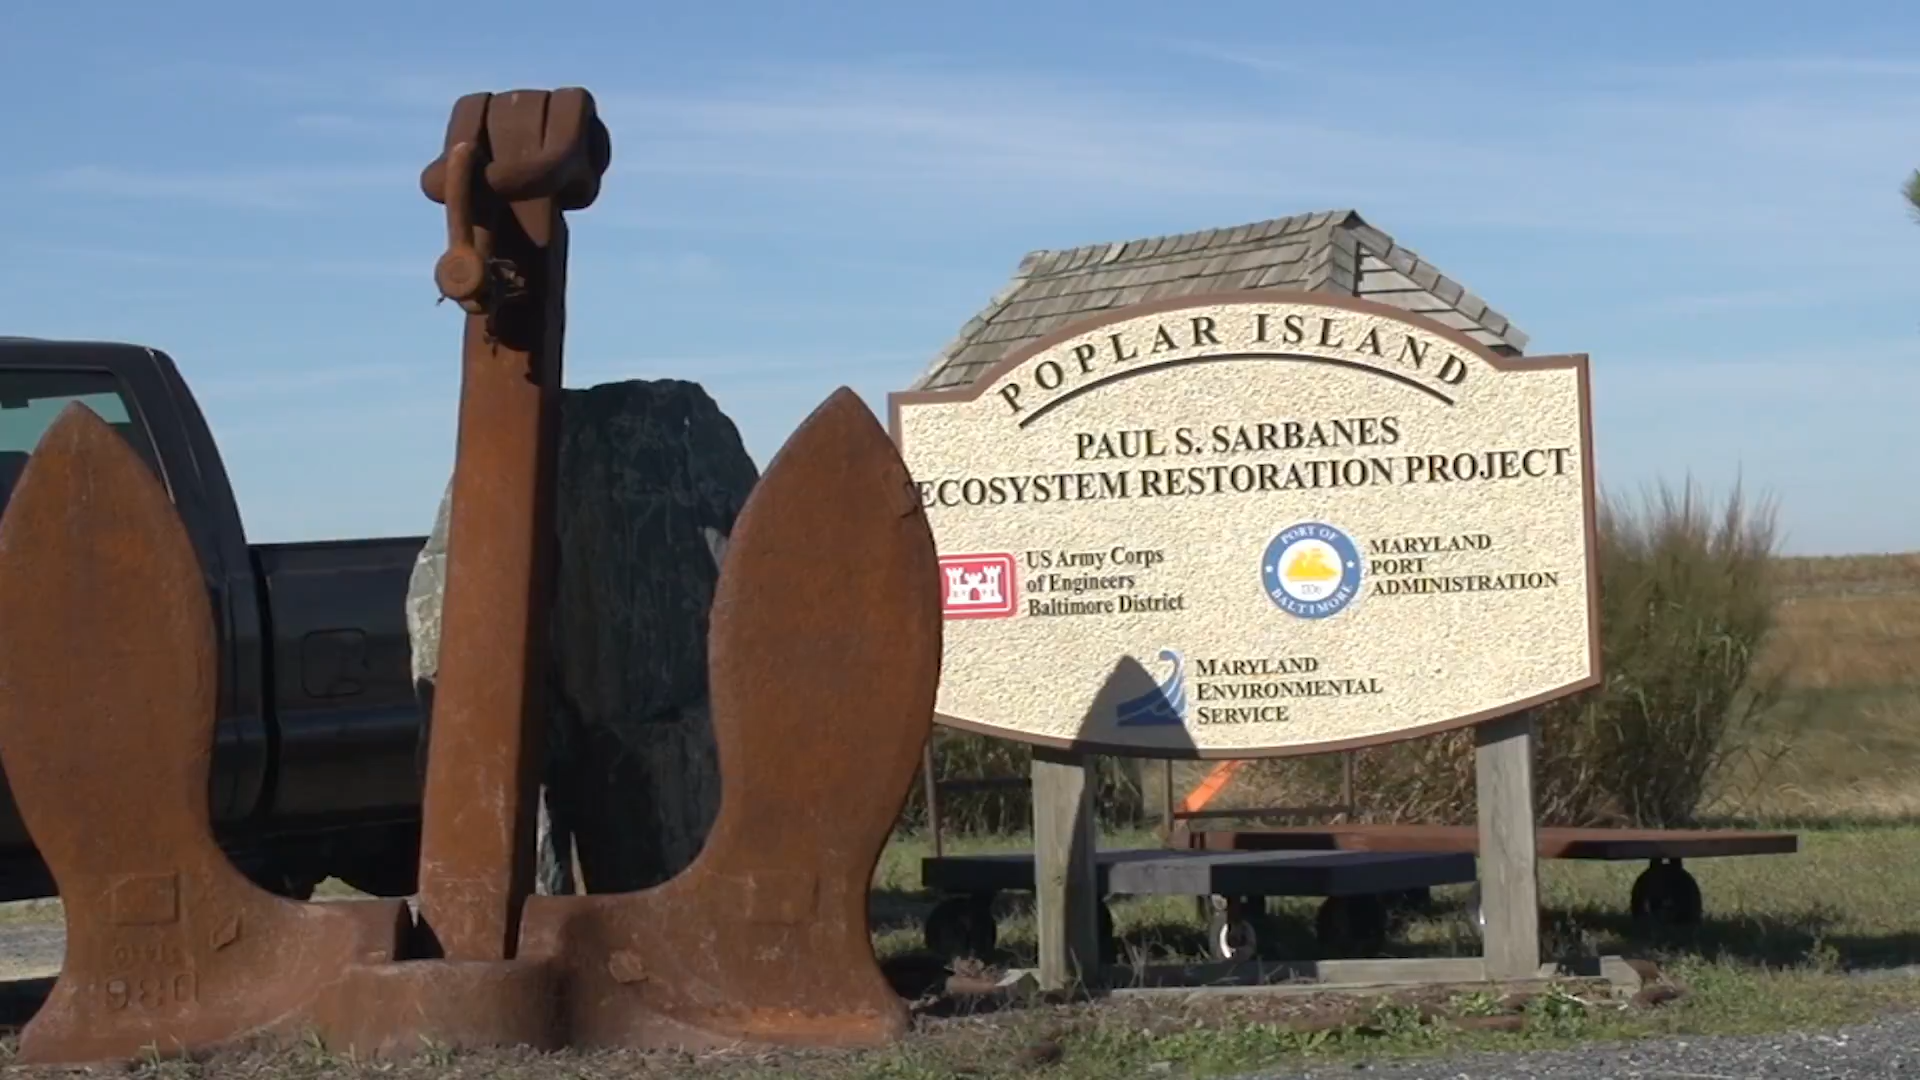 POPLAR ISLAND
PAUL S. SARBANES
ECOSYSTEM RESTORATION PROJECT
US Army Corps
of Engineers
Baltimore District
PORT OF
1706
BALTIMORE
MARYLAND
PORT
ADMINISTRATION
MARYLAND
ENVIRONMENTAL
SERVICE